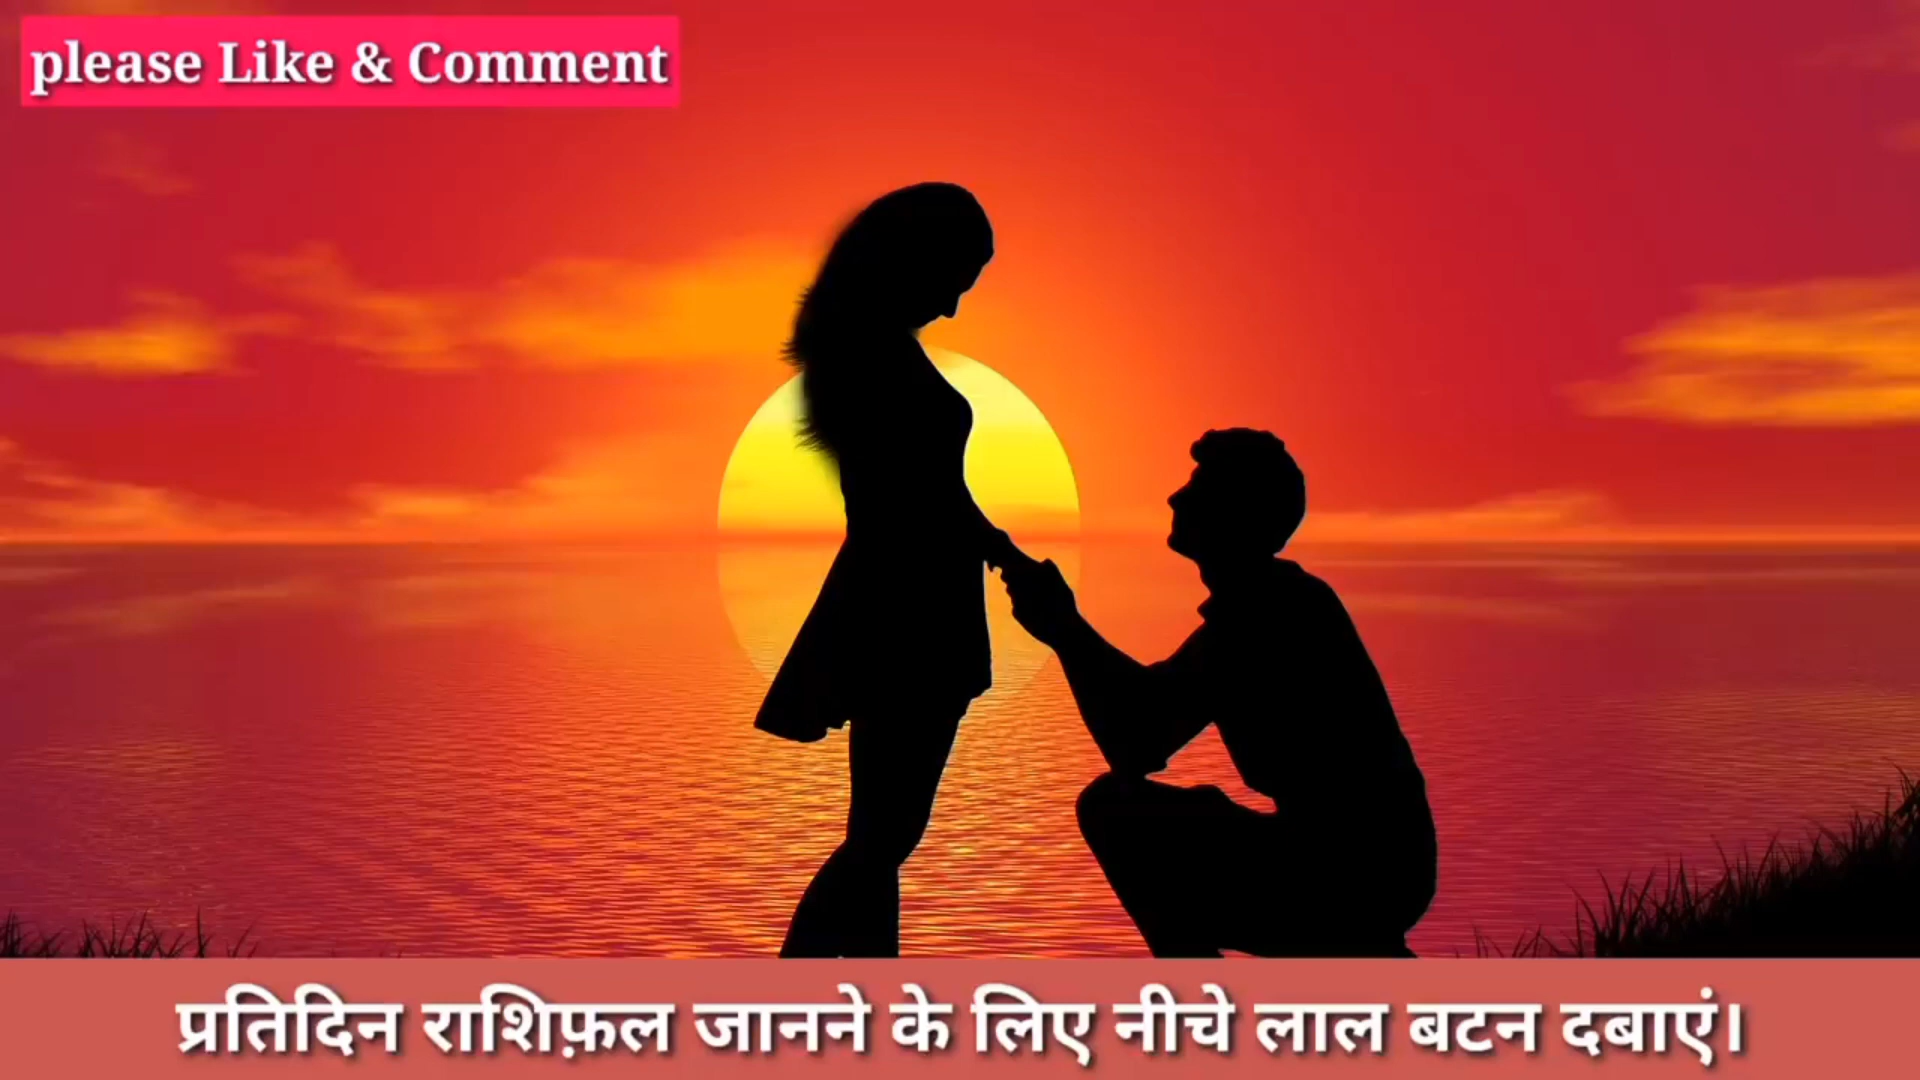 please Like & Comment
प्रतिदिन राशिफ़ल जानने के लिए नीचे लाल बटन दबाएं।